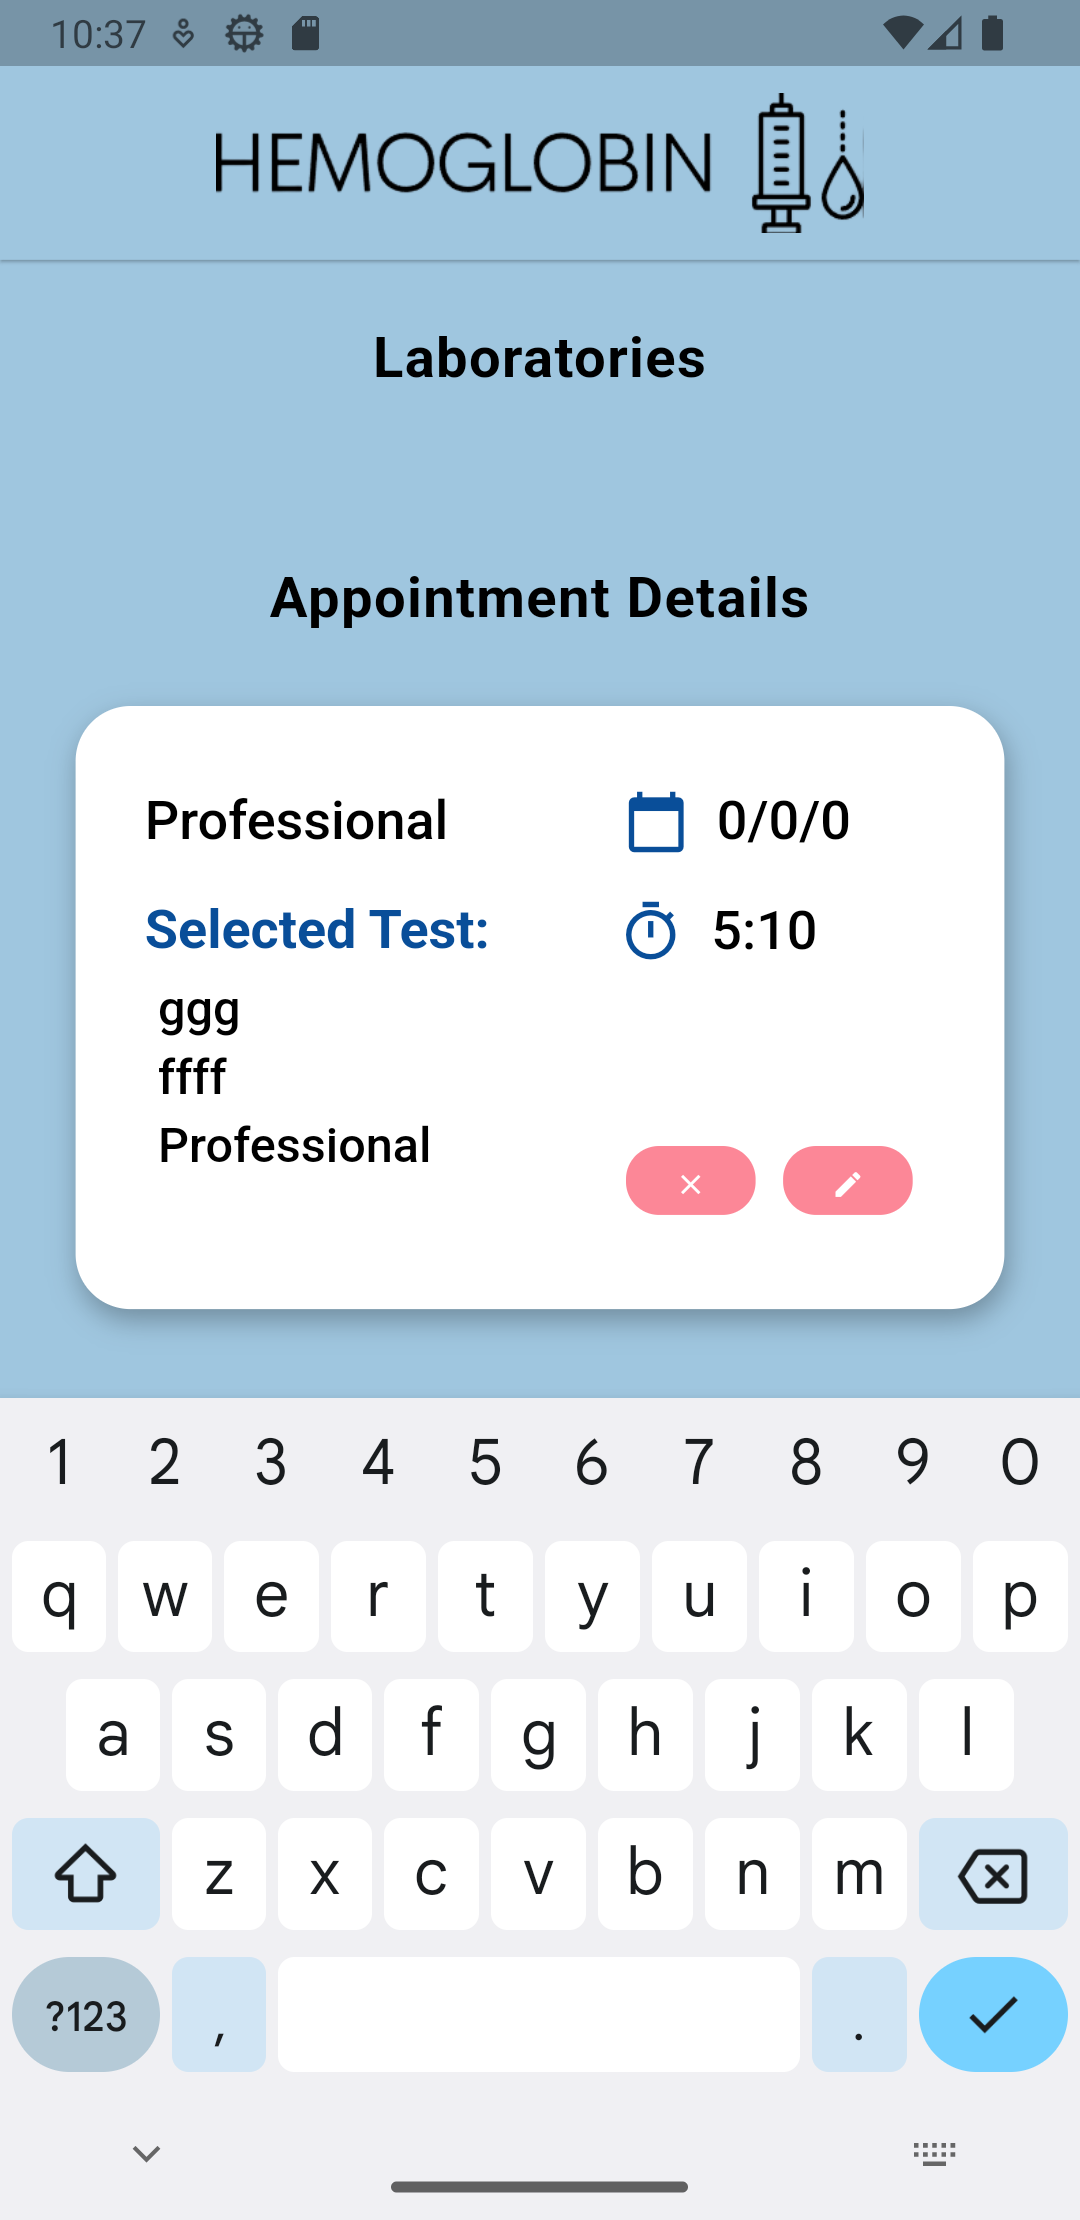 10:37
HEMOGLOBIN
Laboratories
Appointment Details
Professional
0/0/0
Selected Test:
5:10
ggg
ffff
Professional
1 2 3 4 5 6 7 8 9 0
q w e r t y u i o p
a s d f g h j k l
z x c v b n m
?123 , .